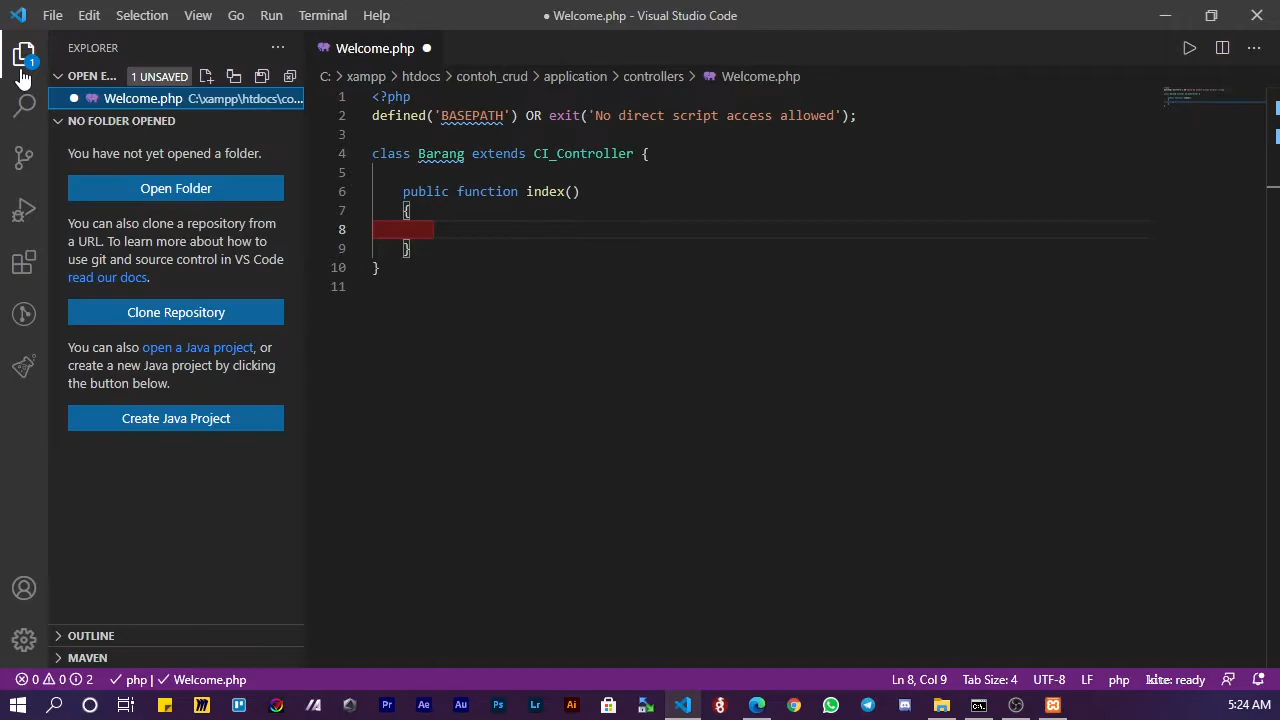 File Edit Selection View Go Run Terminal Help
● Welcome.php - Visual Studio Code
EXPLORER
1
OPEN E...
1 UNSAVED
Welcome.php C:\xampp\htdocs\co...
NO FOLDER OPENED
You have not yet opened a folder.
Open Folder
You can also clone a repository from
a URL. To learn more about how to
use git and source control in VS Code
read our docs.
Clone Repository
You can also open a Java project, or
create a new Java project by clicking
the button below.
Create Java Project
OUTLINE
MAVEN
Welcome.php
C: > xampp > htdocs > contoh_crud > application > controllers > Welcome.php
1 <?php
2 defined('BASEPATH') OR exit('No direct script access allowed');
3
4 class Barang extends CI_Controller {
5
6 public function index()
7 {
8
9 }
10 }
11
0 0 2 php | Welcome.php
Ln 8, Col 9 Tab Size: 4 UTF-8 LF php kite: ready
Pr Ae Au Ps Lr Ai
5:24 AM